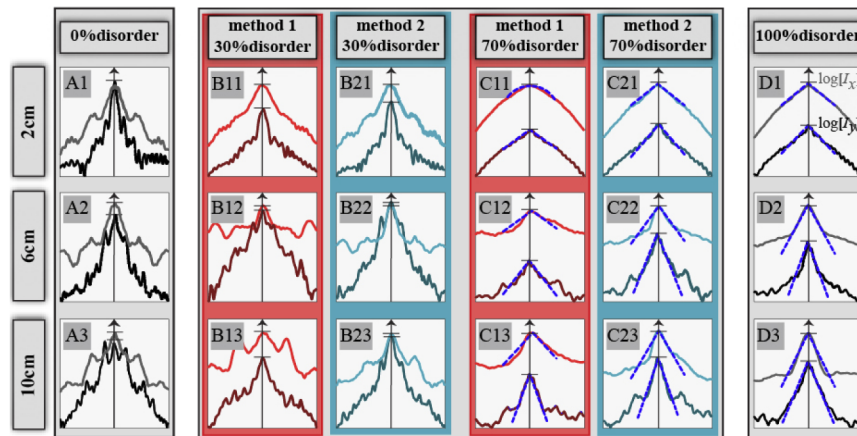 0%disorder
method 1
30%disorder
method 2
30%disorder
method 1
70%disorder
method 2
70%disorder
100%disorder
2cm
A1
B11
B21
C11
C21
D1
log[Ix
log[Iy
6cm
A2
B12
B22
C12
C22
D2
10cm
A3
B13
B23
C13
C23
D3